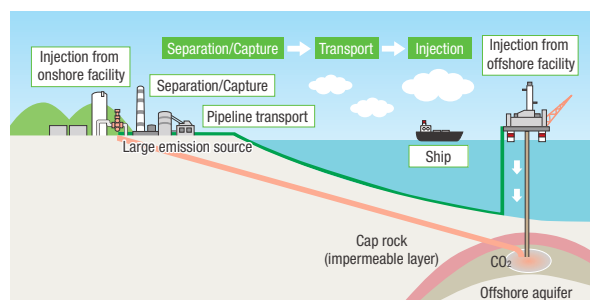 Separation/Capture
Transport
Injection
Injection from
onshore facility
Injection from
offshore facility
Separation/Capture
Pipeline transport
Large emission source
Ship
Cap rock
(impermeable layer)
CO₂
Offshore aquifer